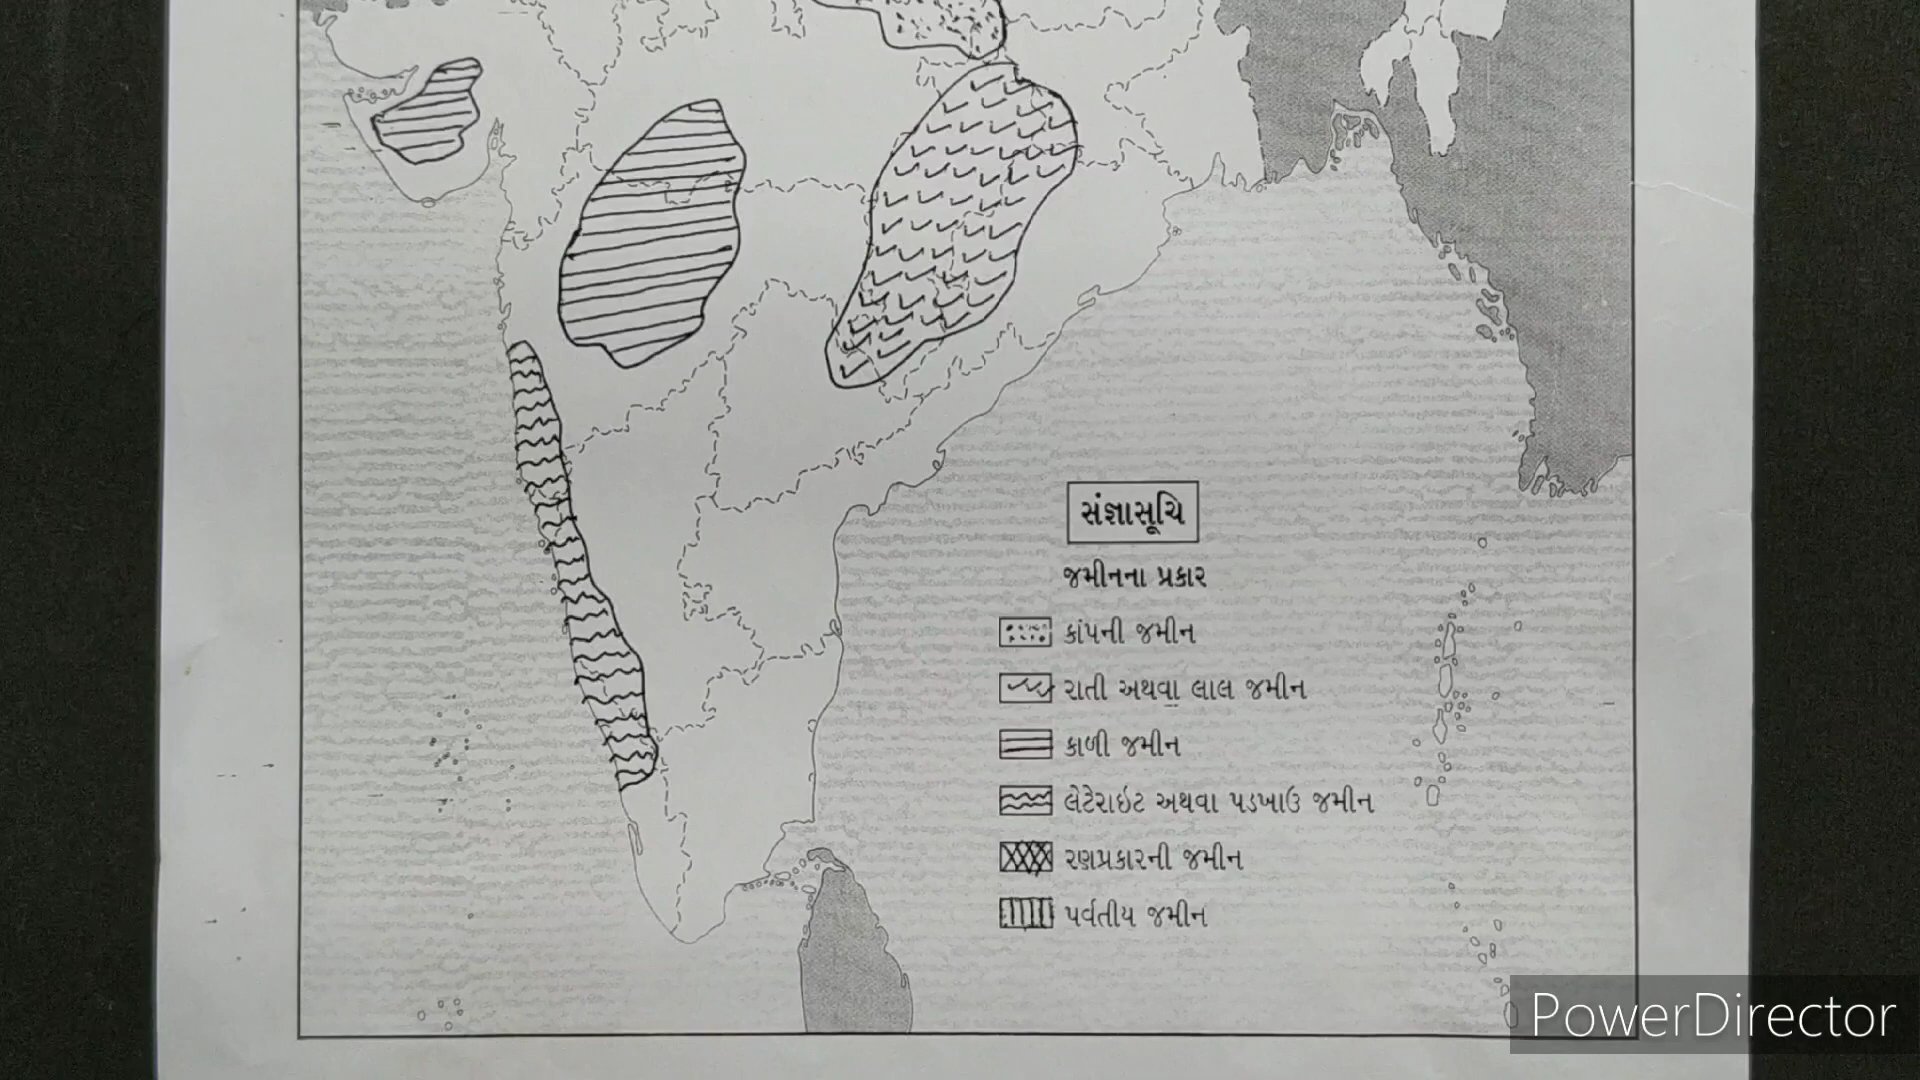 સંજ્ઞાસૂચિ
જમીનના પ્રકાર
કાંપની જમીન
રાતી અથવા લાલ જમીન
કાળી જમીન
લેટેરાઇટ અથવા પડખાઉ જમીન
રણપ્રકારની જમીન
પર્વતીય જમીન
PowerDirector